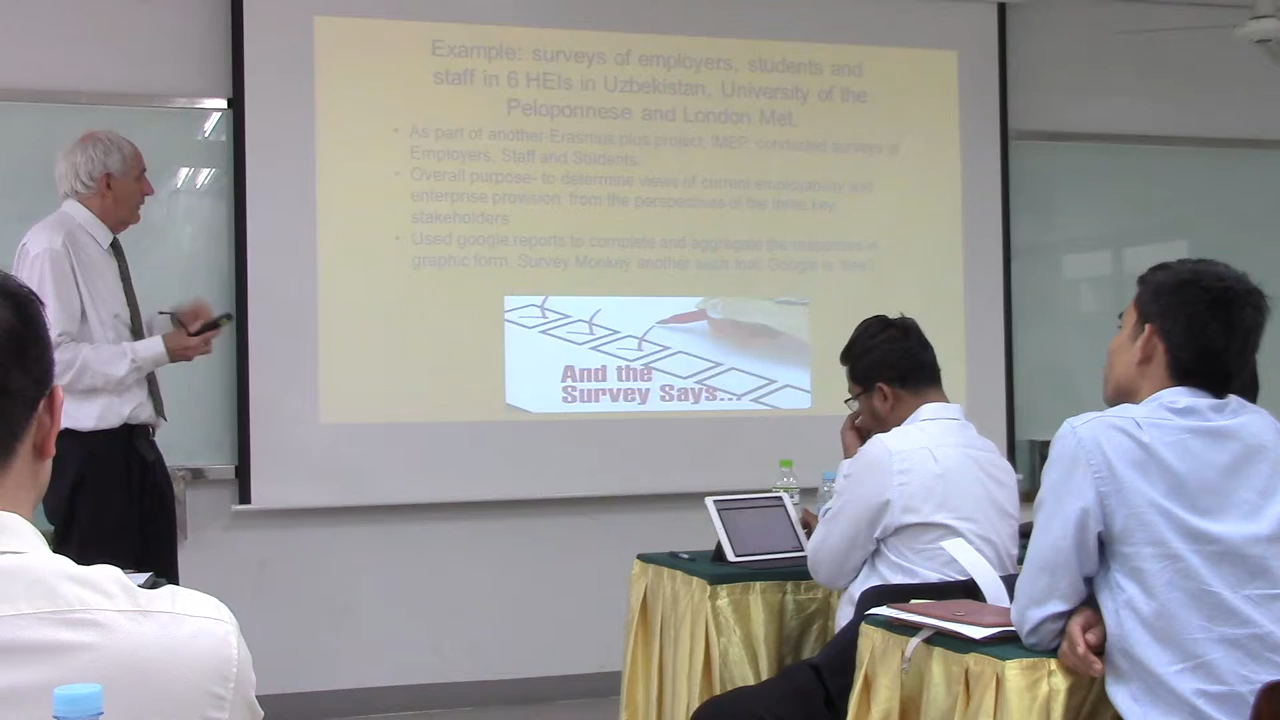 Example: surveys of employers, students and
staff in 6 HEIs in Uzbekistan, University of the
Peloponnese and London Met.
• As part of another Erasmus plus project, IMEP, conducted surveys of
Employers, Staff and Students.
• Overall purpose- to determine views of current employability and
enterprise provision, from the perspectives of the three key
stakeholders
• Used google reports to complete and aggregate the responses in
graphic form. Survey Monkey another such tool. Google is
And the
Survey Says...